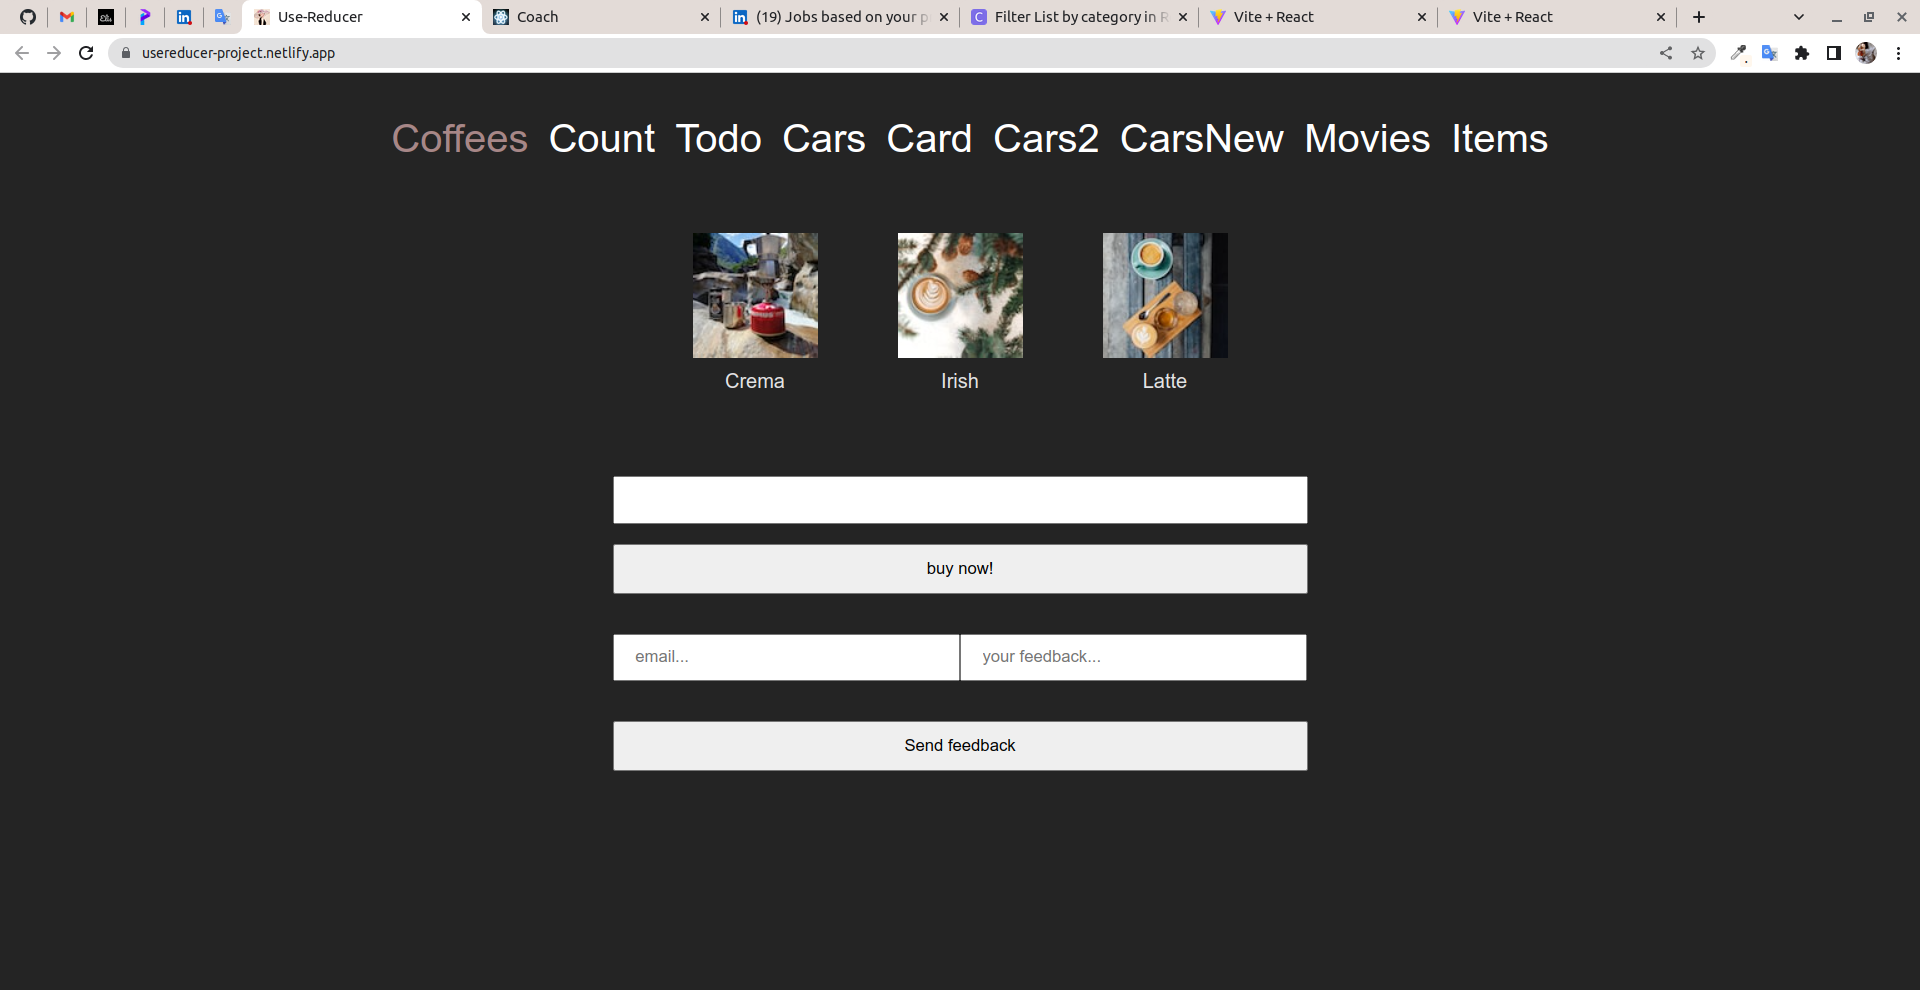 Use-Reducer
Coach
(19) Jobs based on your p
Filter List by category in R
Vite + React
Vite + React
usereducer-project.netlify.app
Coffees Count Todo Cars Card Cars2 CarsNew Movies Items
Crema Irish Latte
buy now!
email... your feedback...
Send feedback